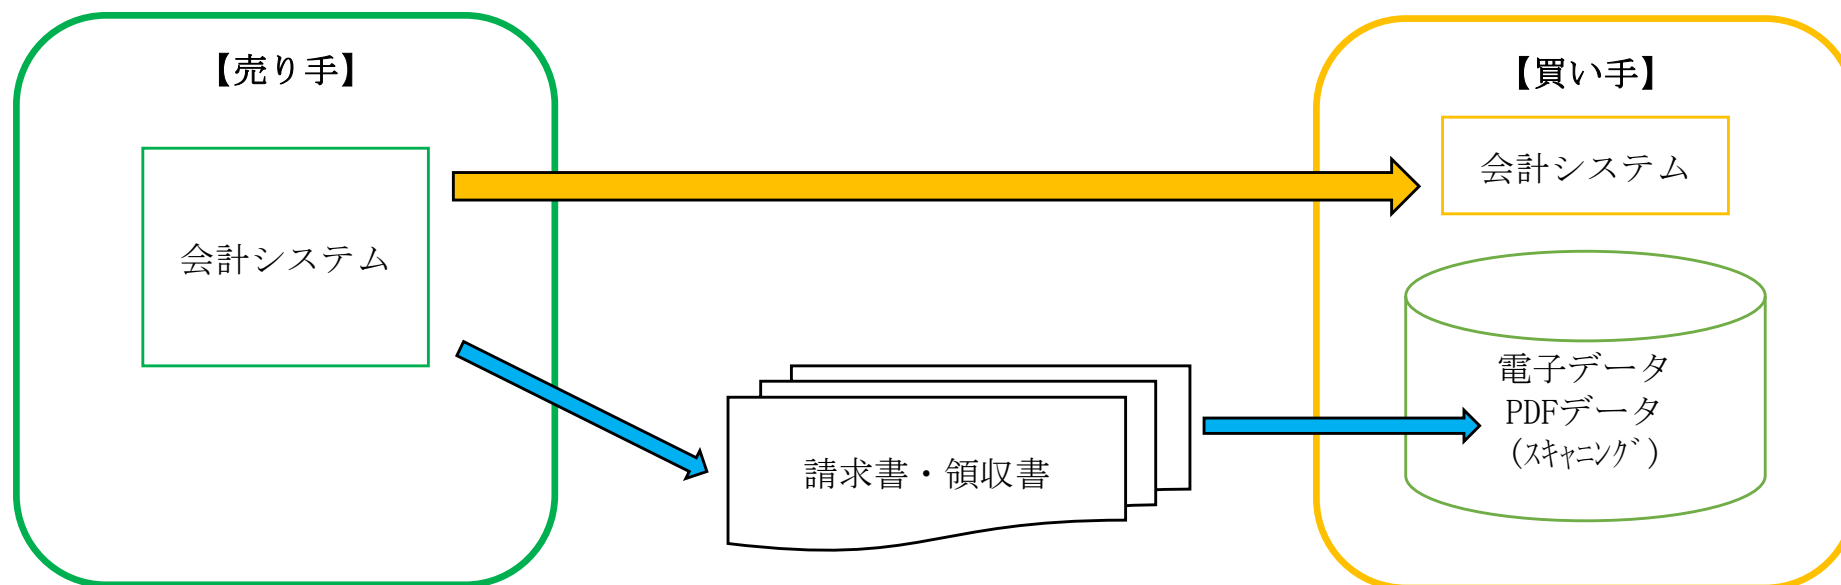 【売り手】
会計システム
請求書・領収書
【買い手】
会計システム
電子データ
PDFデータ
(ｽｷｬﾆﾝｸﾞ)